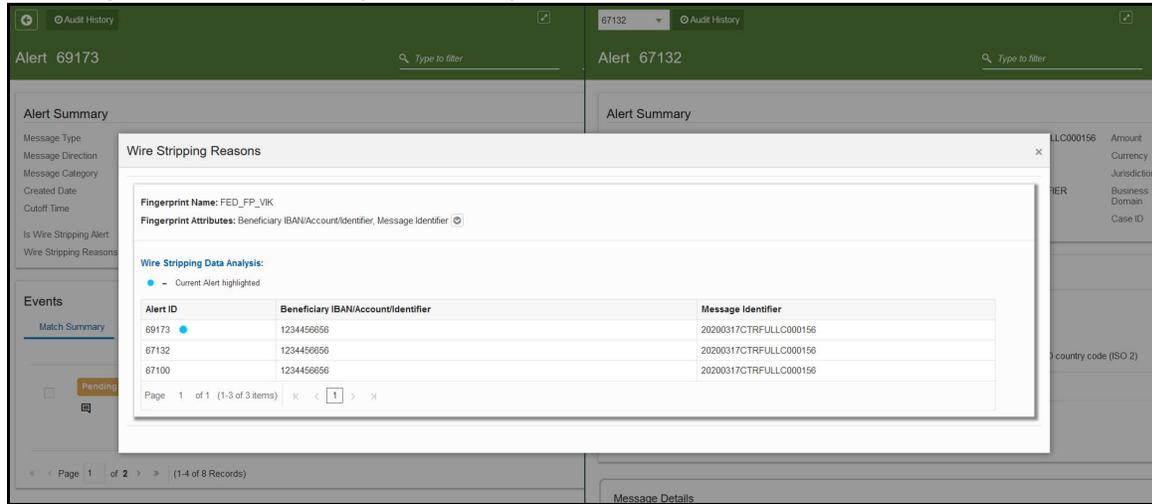 Audit History
67132 Audit History
Alert 69173
Type to filter
Alert 67132
Type to filter
Alert Summary
Message Type
Message Direction
Message Category
Created Date
Cutoff Time
Is Wire Stripping Alert
Wire Stripping Reasons
Alert Summary
LLC000156 Amount
Currency
Jurisdiction
FIER Business
Domain
Case ID
Wire Stripping Reasons ×
Fingerprint Name: FED_FP_VIK
Fingerprint Attributes: Beneficiary IBAN/Account/Identifier, Message Identifier
Wire Stripping Data Analysis:
– Current Alert highlighted
Alert ID Beneficiary IBAN/Account/Identifier Message Identifier
69173 1234456656 20200317CTRFULLC000156
67132 1234456656 20200317CTRFULLC000156
67100 1234456656 20200317CTRFULLC000156
Page 1 of 1 (1-3 of 3 items) 1
Events
Match Summary
Pending
country code (ISO 2)
Page 1 of 2 (1-4 of 8 Records)
Message Details